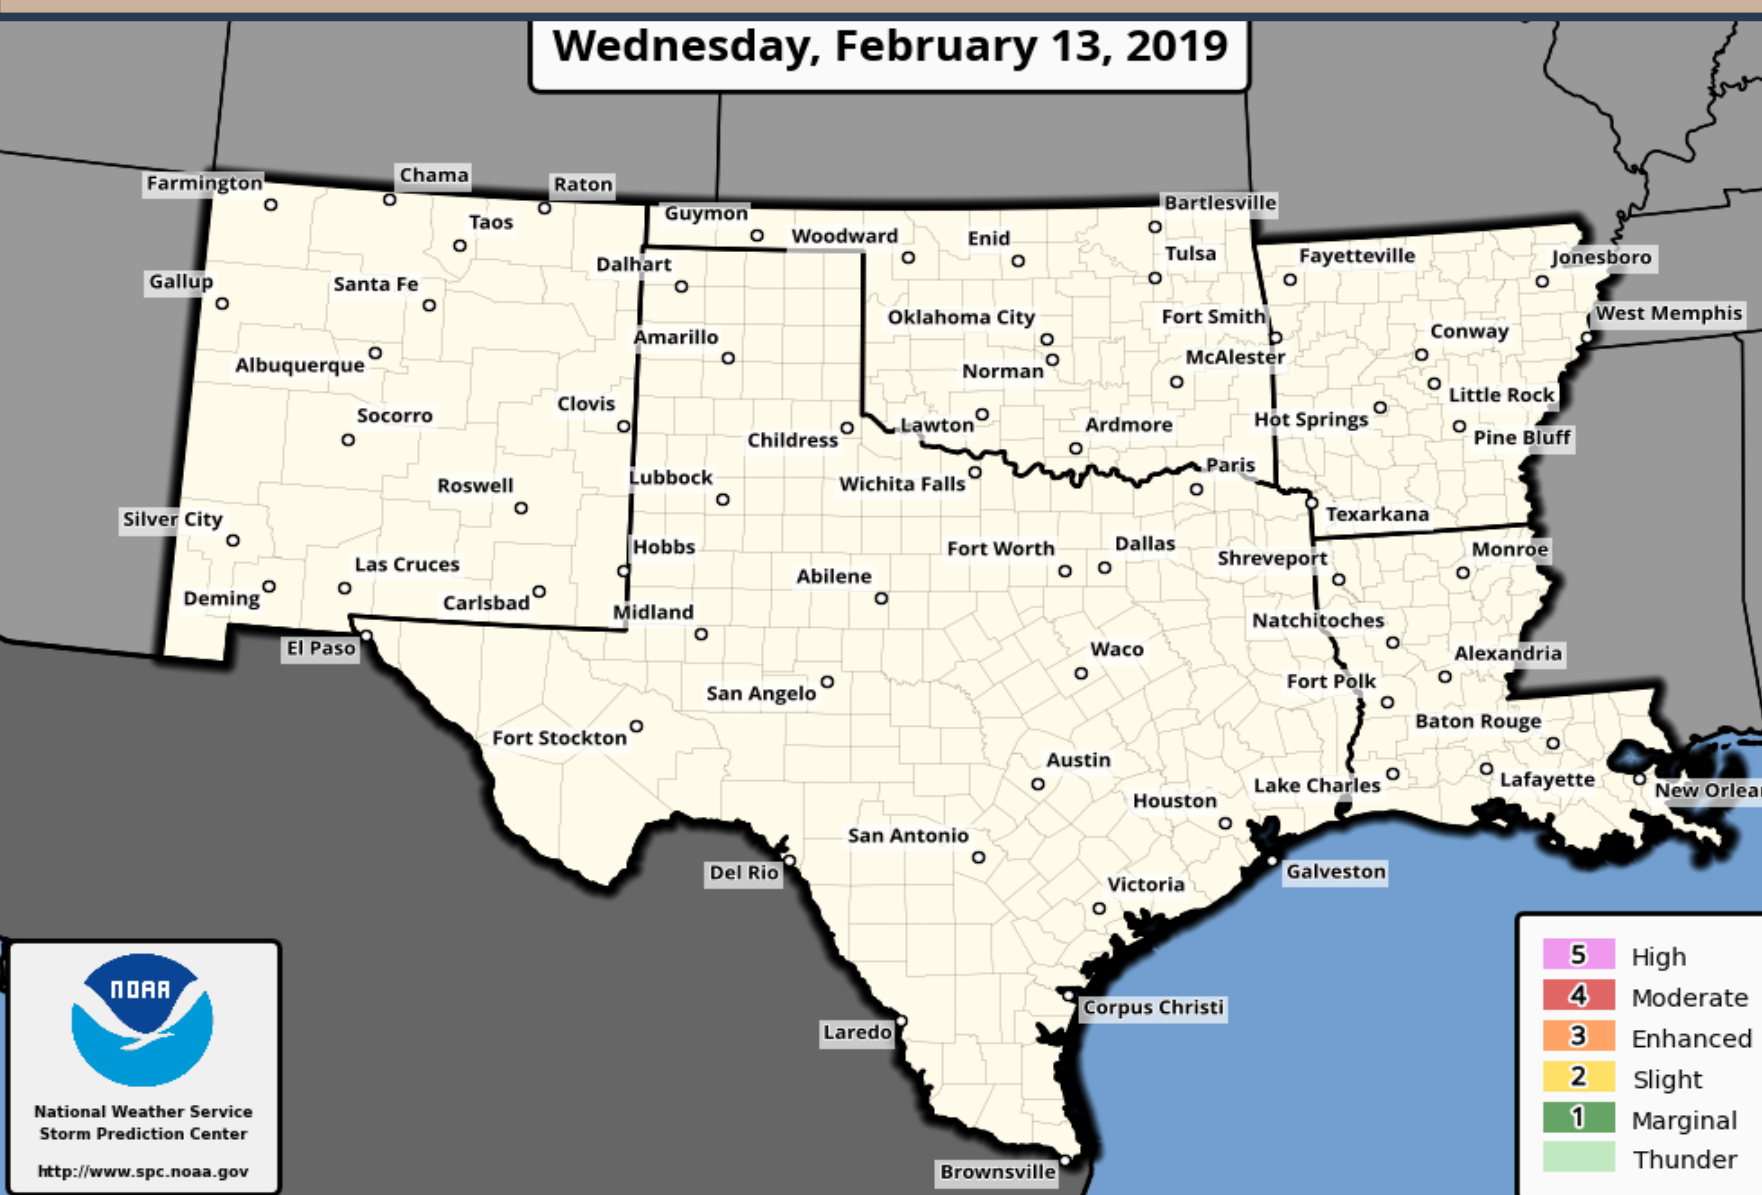 Wednesday, February 13, 2019
Farmington
Chama
Raton
Taos
Guymon
Woodward
Enid
Bartlesville
Tulsa
Fayetteville
Jonesboro
Gallup
Santa Fe
Dalhart
Amarillo
Oklahoma City
Fort Smith
West Memphis
Conway
Albuquerque
Norman
McAlester
Little Rock
Socorro
Clovis
Childress
Lawton
Ardmore
Hot Springs
Pine Bluff
Roswell
Lubbock
Wichita Falls
Paris
Silver City
Texarkana
Las Cruces
Hobbs
Fort Worth
Dallas
Shreveport
Monroe
Deming
Carlsbad
Midland
Abilene
Natchitoches
El Paso
Waco
Alexandria
San Angelo
Fort Polk
Fort Stockton
Baton Rouge
Austin
Lake Charles
Lafayette
New Orlea
Houston
San Antonio
Del Rio
Galveston
Victoria
Corpus Christi
Laredo
Brownsville
NOAA
National Weather Service
Storm Prediction Center
http://www.spc.noaa.gov
5 High
4 Moderate
3 Enhanced
2 Slight
1 Marginal
Thunder